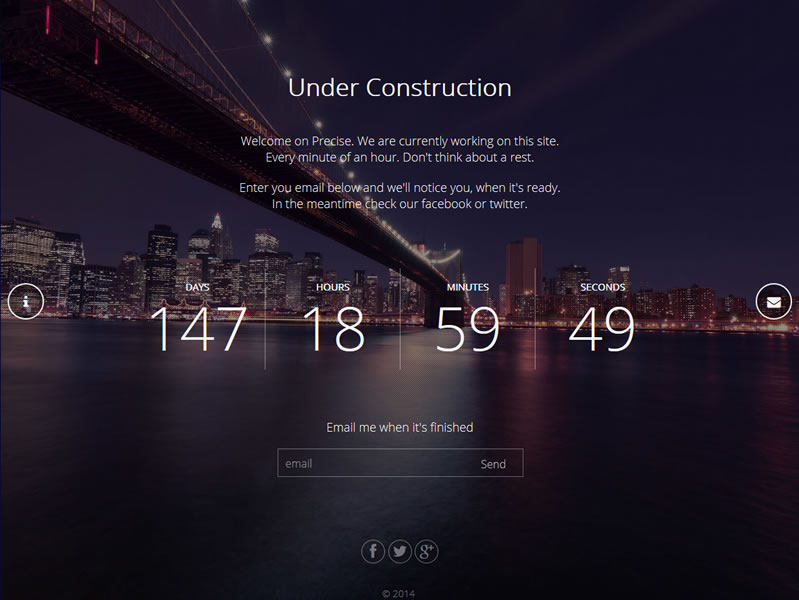 Under Construction
Welcome on Precise. We are currently working on this site.
Every minute of an hour. Don't think about a rest.
Enter you email below and we'll notice you, when it's ready.
In the meantime check our facebook or twitter.
DAYS HOURS MINUTES SECONDS
147 18 59 49
Email me when it's finished
email Send
© 2014